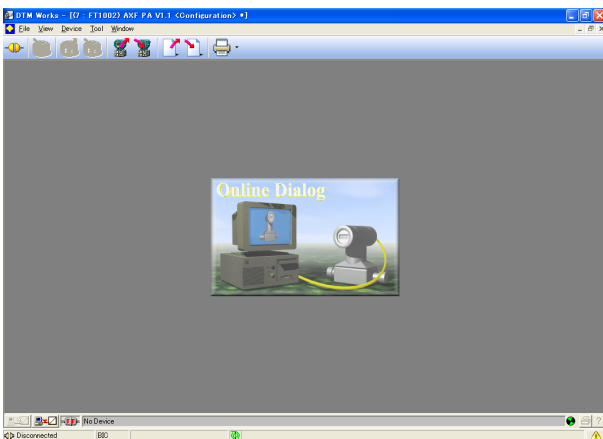 DTM Works - [(7 : FT1002) AXF PA V1.1 <Configuration> *]
File View Device Tool Window
Online Dialog
No Device
Disconnected